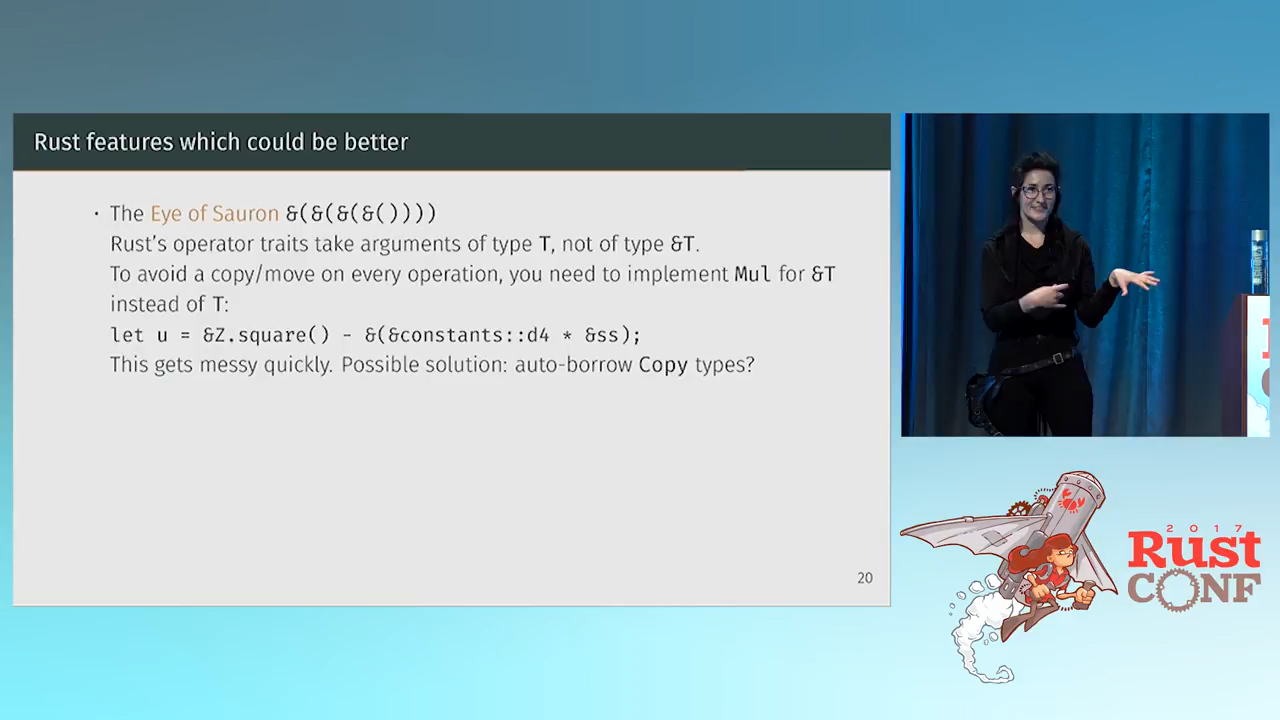 Rust features which could be better
· The Eye of Sauron &(&(&(&())))
Rust's operator traits take arguments of type T, not of type &T.
To avoid a copy/move on every operation, you need to implement Mul for &T
instead of T:
let u = &Z.square() - &(&constants::d4 * &ss);
This gets messy quickly. Possible solution: auto-borrow Copy types?
20
2017
Rust
CONF